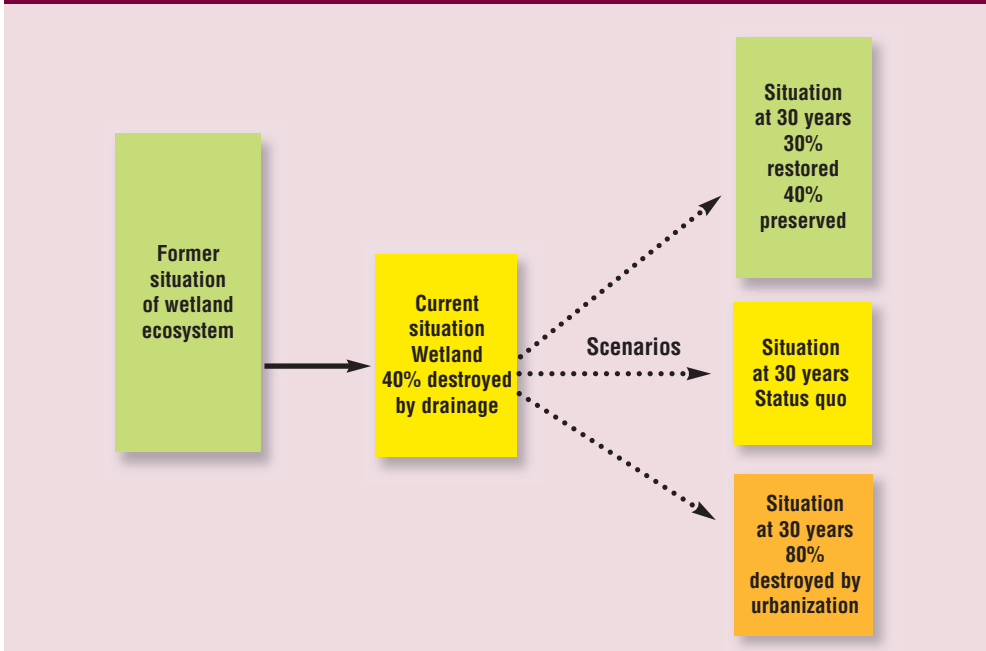 Former
situation
of wetland
ecosystem
Current
situation
Wetland
40% destroyed
by drainage
Scenarios
Situation
at 30 years
30%
restored
40%
preserved
Situation
at 30 years
Status quo
Situation
at 30 years
80%
destroyed by
urbanization